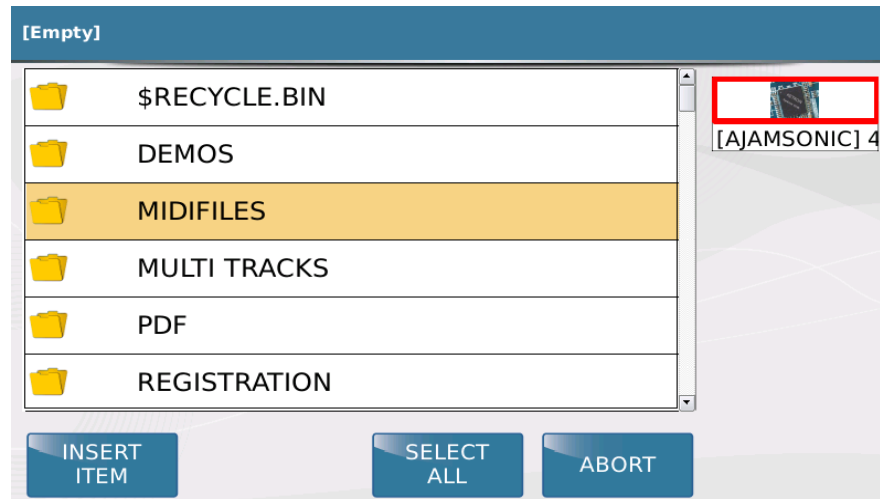 [Empty]
$RECYCLE.BIN
DEMOS
MIDIFILES
MULTI TRACKS
PDF
REGISTRATION
[AJAMSONIC] 4
INSERT
ITEM
SELECT
ALL
ABORT